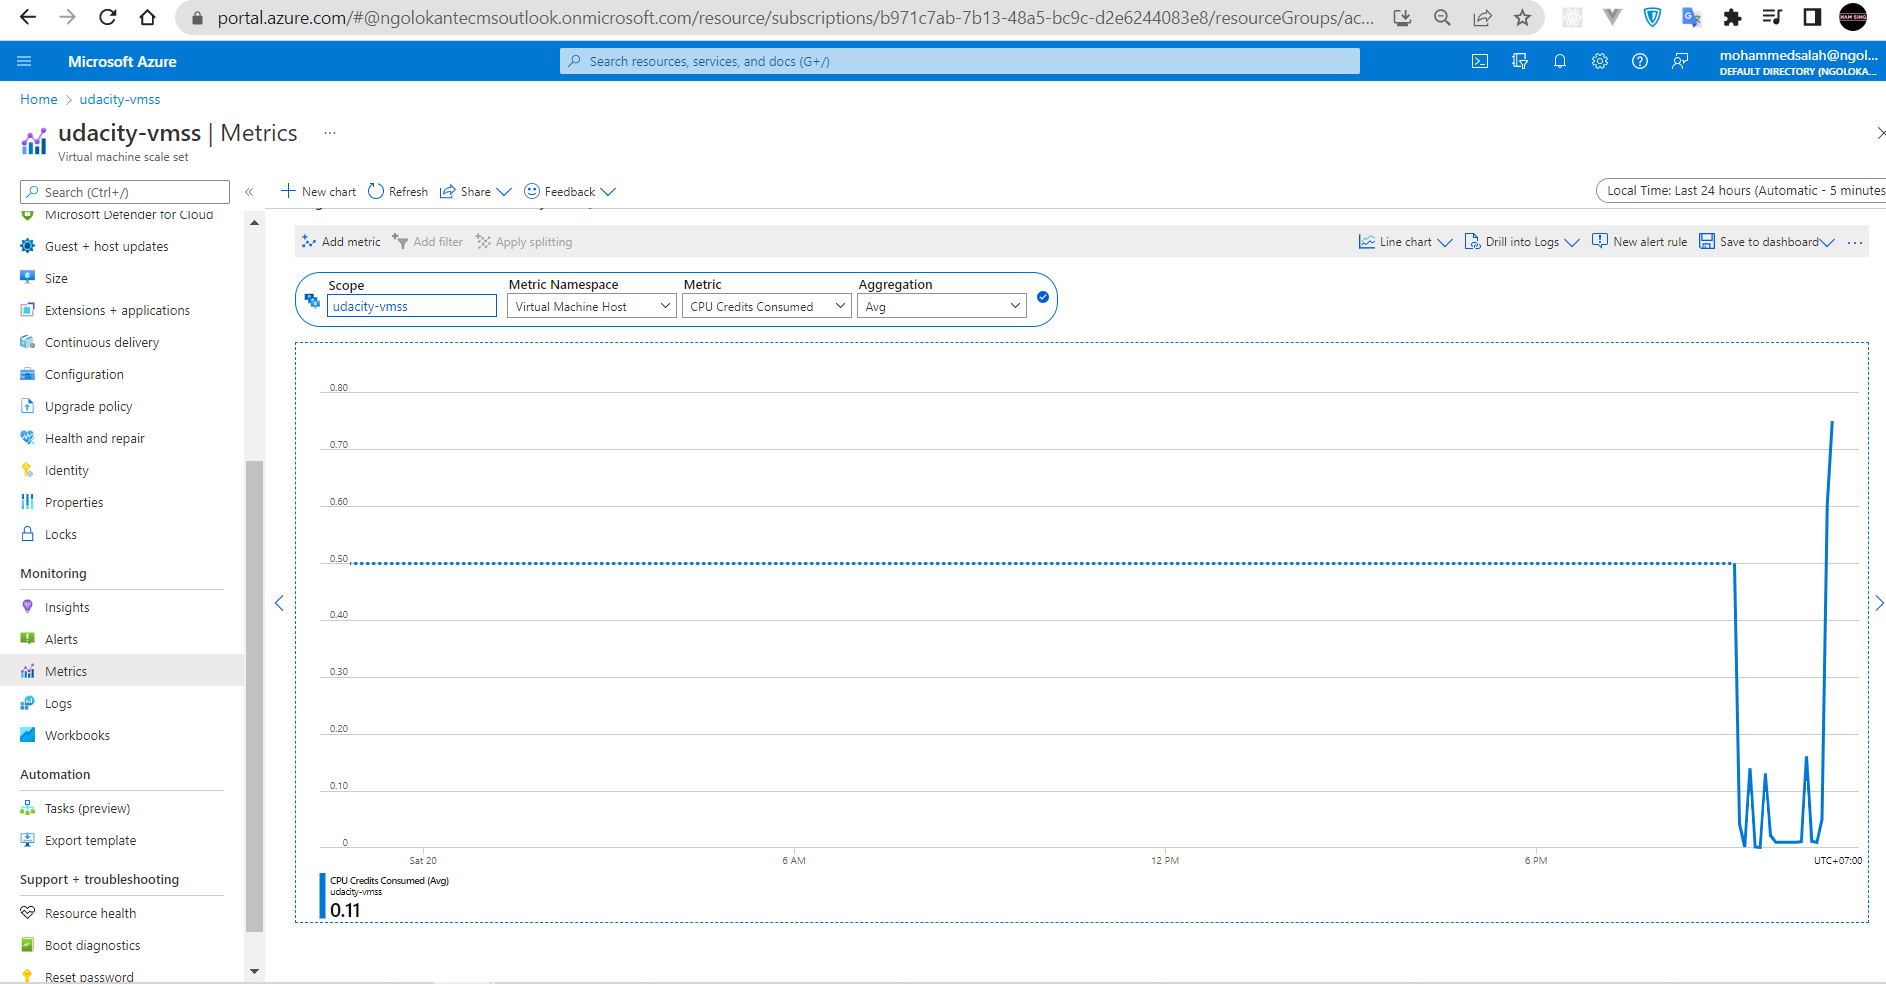 portal.azure.com/#@ngolokantecmsoutlook.onmicrosoft.com/resource/subscriptions/b971c7ab-7b13-48a5-bc9c-d2e6244083e8/resourceGroups/ac...
Microsoft Azure
Search resources, services, and docs (G+/)
mohammedsalah@ngol...
DEFAULT DIRECTORY (NGOLOKA...
Home > udacity-vmss
udacity-vmss | Metrics ...
Virtual machine scale set
Search (Ctrl+/)
«
New chart Refresh Share Feedback
Local Time: Last 24 hours (Automatic - 5 minutes
Microsoft Defender for Cloud
Guest + host updates
Size
Extensions + applications
Continuous delivery
Configuration
Upgrade policy
Health and repair
Identity
Properties
Locks
Monitoring
Insights
Alerts
Metrics
Logs
Workbooks
Automation
Tasks (preview)
Export template
Support + troubleshooting
Resource health
Boot diagnostics
Reset password
Add metric Add filter Apply splitting
Line chart Drill into Logs New alert rule Save to dashboard ...
Scope Metric Namespace Metric Aggregation
udacity-vmss Virtual Machine Host CPU Credits Consumed Avg
0.80
0.70
0.60
0.50
0.40
0.30
0.20
0.10
0
Sat 20 6 AM 12 PM 6 PM UTC+07:00
CPU Credits Consumed (Avg)
udacity-vmss
0.11